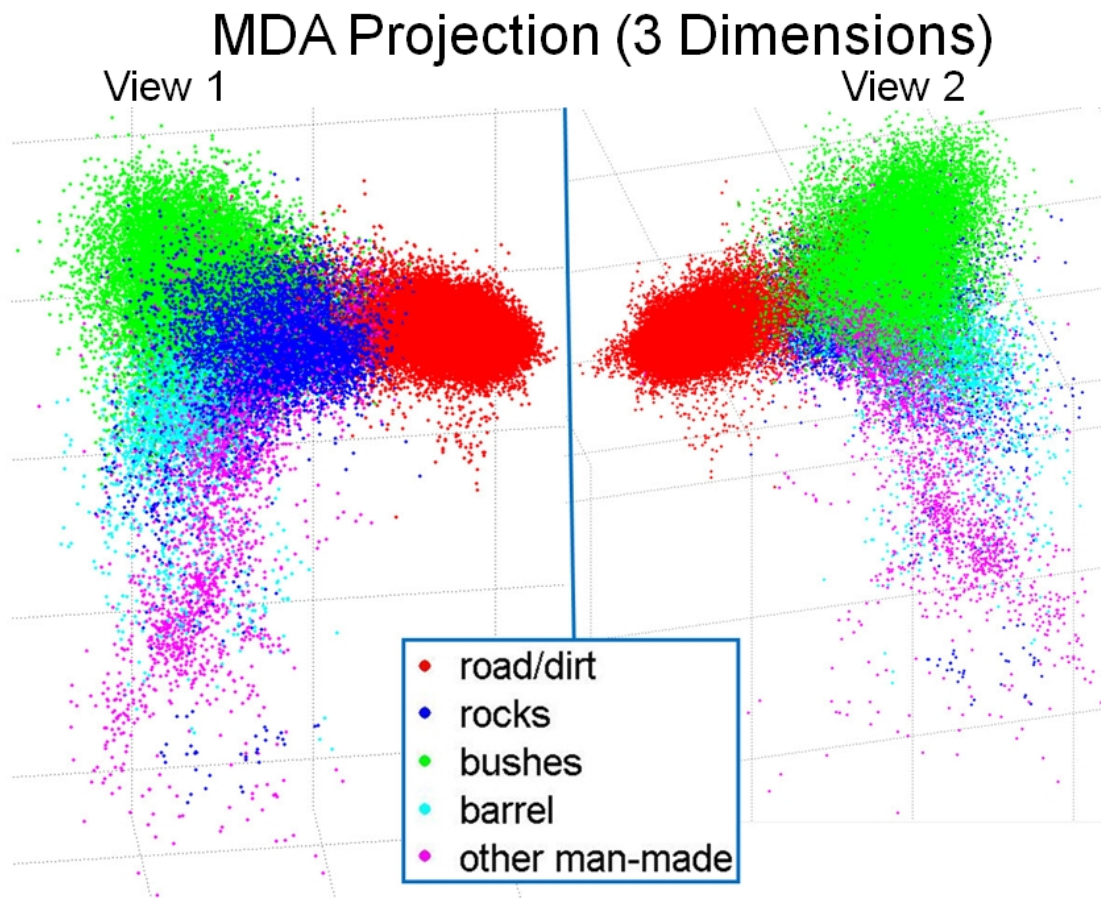 MDA Projection (3 Dimensions)
View 1
View 2
road/dirt
rocks
bushes
barrel
other man-made